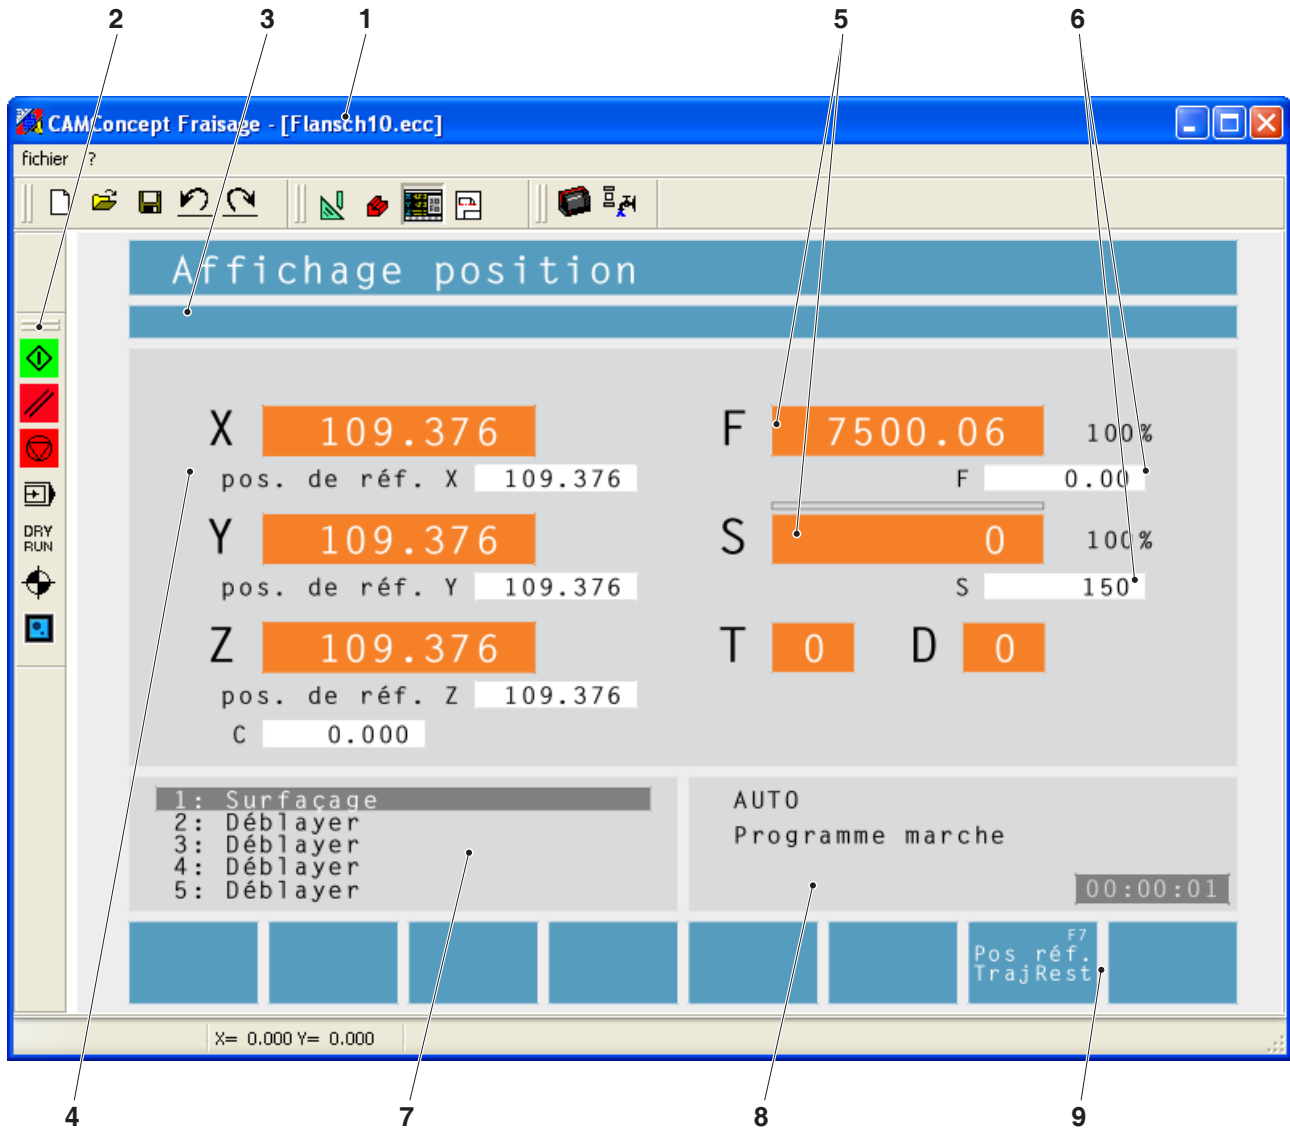 2 3 1 5 6
CAMConcept Fraisage - [Flansch10.ecc]
fichier ?
Affichage position
DRY
RUN
X 109.376
pos. de réf. X 109.376
Y 109.376
pos. de réf. Y 109.376
Z 109.376
pos. de réf. Z 109.376
C 0.000
F 7500.06 100%
F 0.00
S 0 100%
S 150
T 0 D 0
1: Surfaçage
2: Déblayer
3: Déblayer
4: Déblayer
5: Déblayer
AUTO
Programme marche
00:00:01
F7
Pos réf.
TrajRest
X= 0.000 Y= 0.000
4 7 8 9